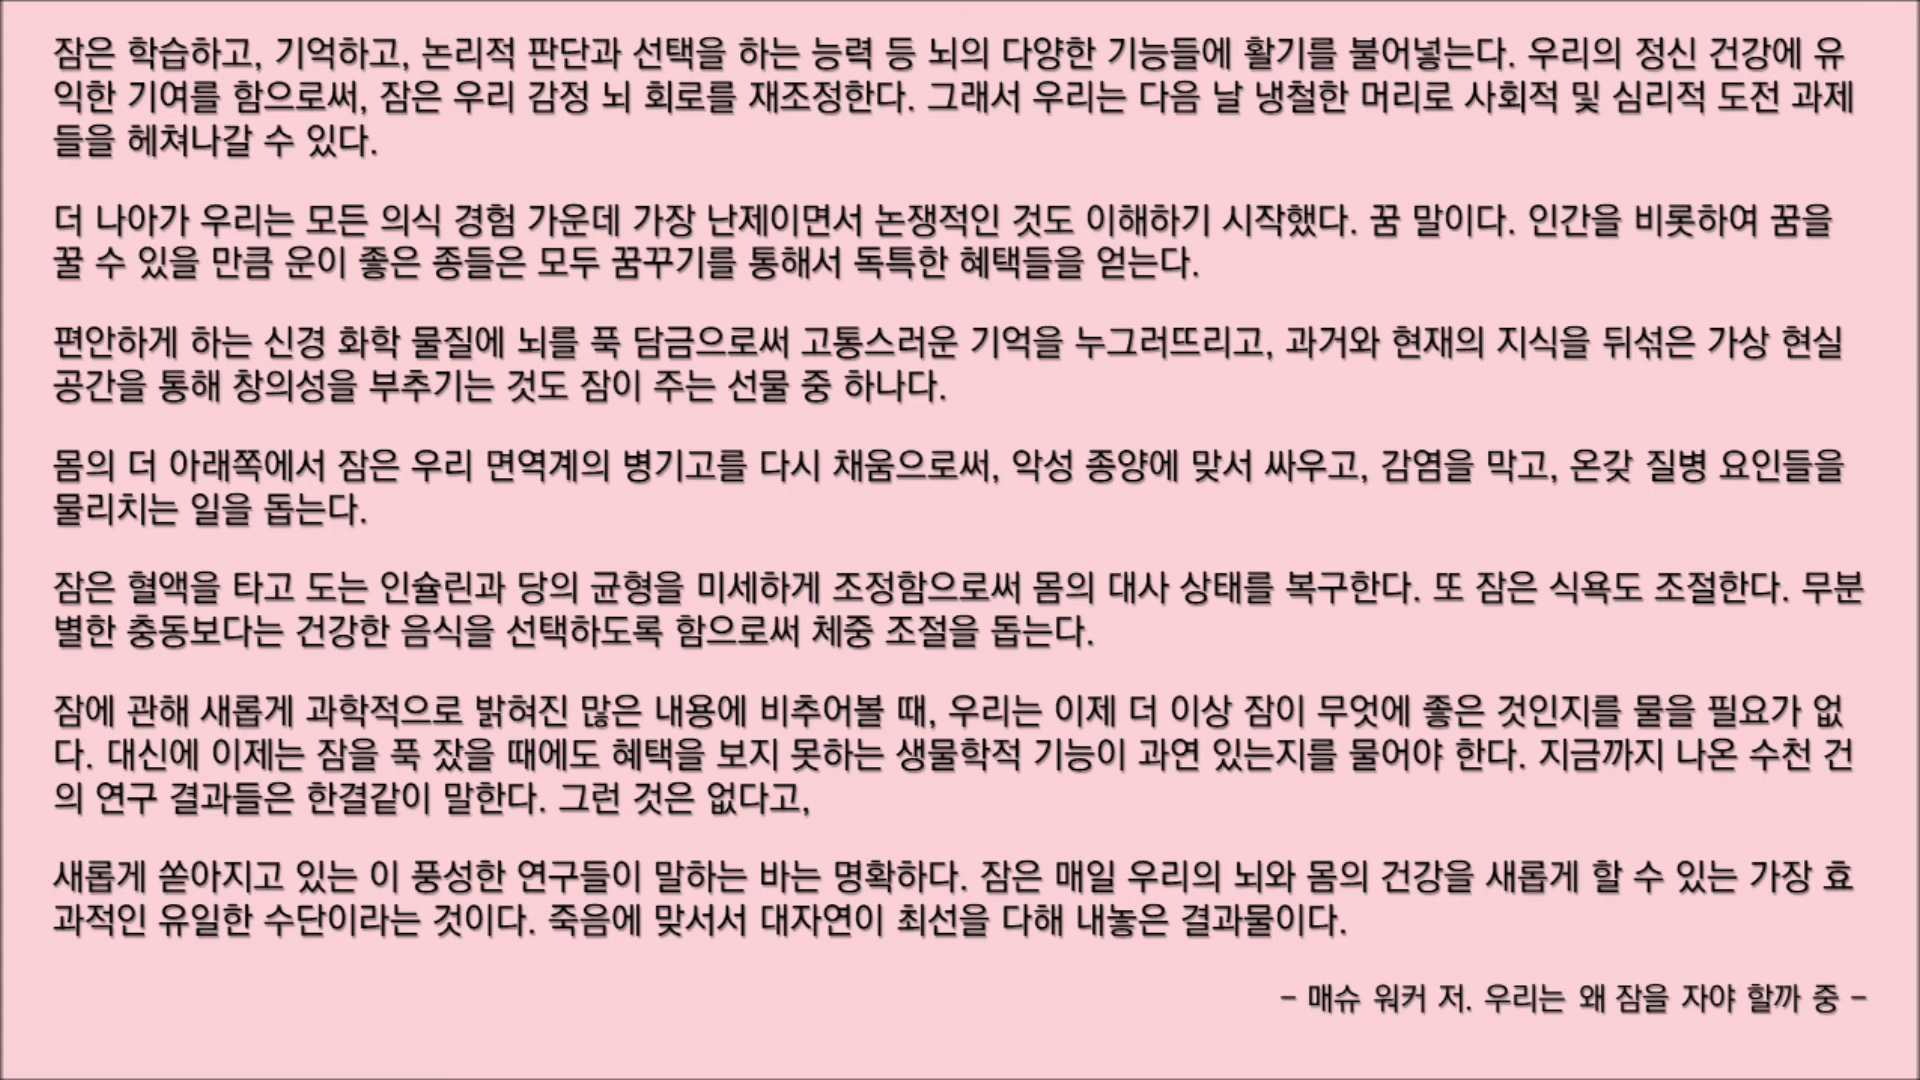 잠은 학습하고, 기억하고, 논리적 판단과 선택을 하는 능력 등 뇌의 다양한 기능들에 활기를 불어넣는다. 우리의 정신 건강에 유
익한 기여를 함으로써, 잠은 우리 감정 뇌 회로를 재조정한다. 그래서 우리는 다음 날 냉철한 머리로 사회적 및 심리적 도전 과제
들을 헤쳐나갈 수 있다.
더 나아가 우리는 모든 의식 경험 가운데 가장 난제이면서 논쟁적인 것도 이해하기 시작했다. 꿈 말이다. 인간을 비롯하여 꿈을
꿀 수 있을 만큼 운이 좋은 종들은 모두 꿈꾸기를 통해서 독특한 혜택들을 얻는다.
편안하게 하는 신경 화학 물질에 뇌를 푹 담금으로써 고통스러운 기억을 누그러뜨리고, 과거와 현재의 지식을 뒤섞은 가상 현실
공간을 통해 창의성을 부추기는 것도 잠이 주는 선물 중 하나다.
몸의 더 아래쪽에서 잠은 우리 면역계의 병기고를 다시 채움으로써, 악성 종양에 맞서 싸우고, 감염을 막고, 온갖 질병 요인들을
물리치는 일을 돕는다.
잠은 혈액을 타고 도는 인슐린과 당의 균형을 미세하게 조정함으로써 몸의 대사 상태를 복구한다. 또 잠은 식욕도 조절한다. 무분
별한 충동보다는 건강한 음식을 선택하도록 함으로써 체중 조절을 돕는다.
잠에 관해 새롭게 과학적으로 밝혀진 많은 내용에 비추어볼 때, 우리는 이제 더 이상 잠이 무엇에 좋은 것인지를 물을 필요가 없
다. 대신에 이제는 잠을 푹 잤을 때에도 혜택을 보지 못하는 생물학적 기능이 과연 있는지를 물어야 한다. 지금까지 나온 수천 건
의 연구 결과들은 한결같이 말한다. 그런 것은 없다고,
새롭게 쏟아지고 있는 이 풍성한 연구들이 말하는 바는 명확하다. 잠은 매일 우리의 뇌와 몸의 건강을 새롭게 할 수 있는 가장 효
과적인 유일한 수단이라는 것이다. 죽음에 맞서서 대자연이 최선을 다해 내놓은 결과물이다.
- 매슈 워커 저. 우리는 왜 잠을 자야 할까 중 -